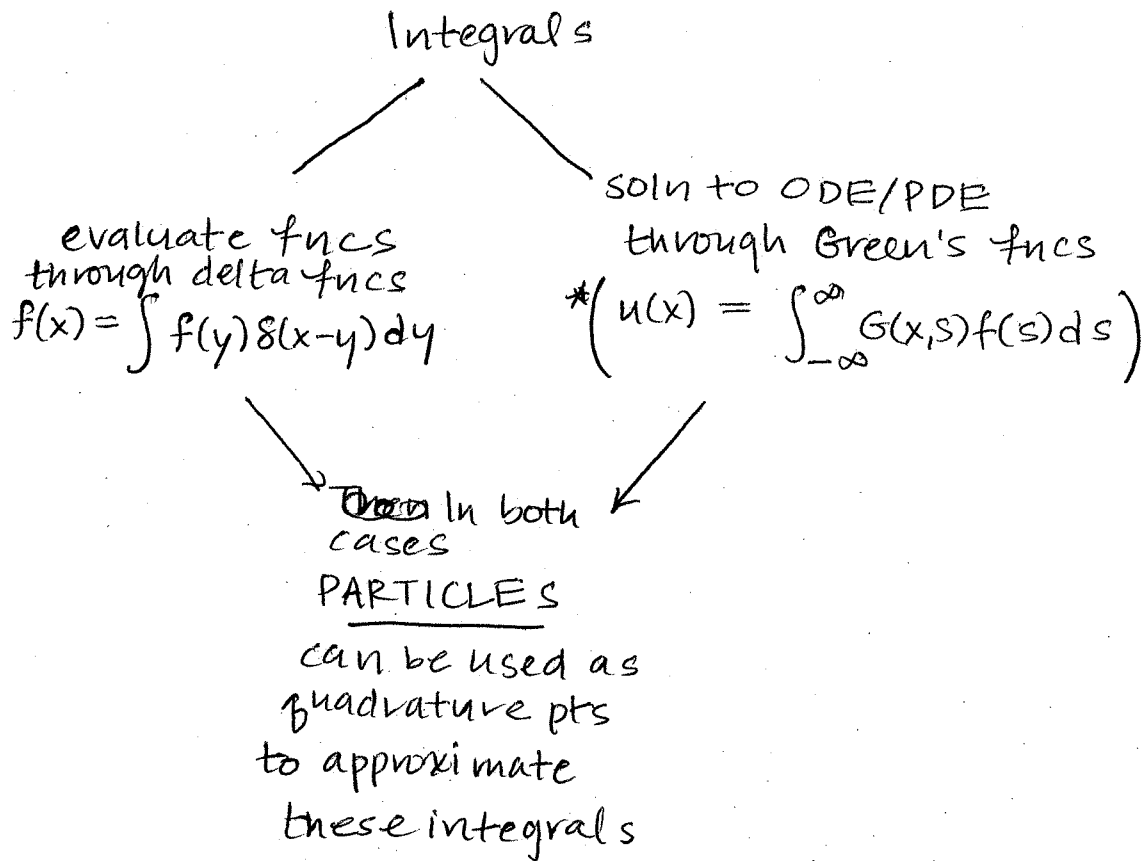 Integrals
evaluate fncs
through delta fncs
f(x) = ∫ f(y) δ(x-y) dy
soln to ODE/PDE
through Green's fncs
*( u(x) = ∫_{-∞}^{∞} G(x,s) f(s) ds )
In both
cases
PARTICLES
can be used as
quadrature pts
to approximate
these integrals